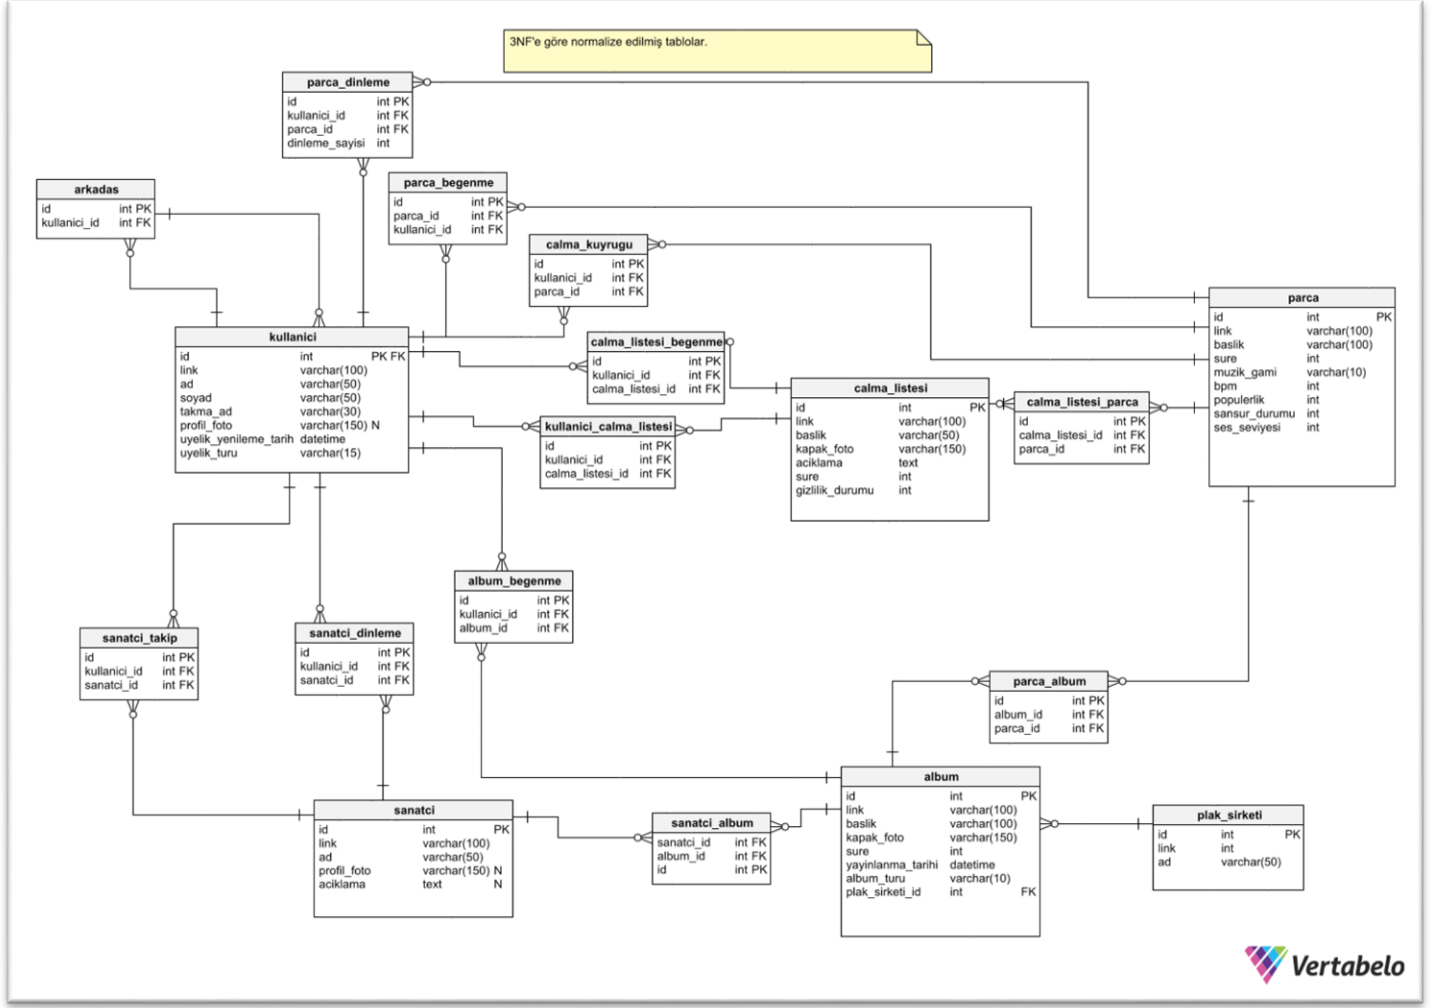 3NF'e göre normalize edilmiş tablolar.
parca_dinleme
id int PK
kullanici_id int FK
parca_id int FK
dinleme_sayisi int
arkadas
id int PK
kullanici_id int FK
parca_begenme
id int PK
parca_id int FK
kullanici_id int FK
calma_kuyrugu
id int PK
kullanici_id int FK
parca_id int FK
parca
id int PK
link varchar(100)
baslik varchar(100)
sure int
muzik_gami varchar(10)
bpm int
populerlik int
sansur_durumu int
ses_seviyesi int
kullanici
id int PK FK
link varchar(100)
ad varchar(50)
soyad varchar(50)
takma_ad varchar(30)
profil_foto varchar(150) N
uyelik_yenileme_tarih datetime
uyelik_turu varchar(15)
calma_listesi_begenme
id int PK
kullanici_id int FK
calma_listesi_id int FK
calma_listesi
id int PK
link varchar(100)
baslik varchar(50)
kapak_foto varchar(150)
aciklama text
sure int
gizlilik_durumu int
calma_listesi_parca
id int PK
calma_listesi_id int FK
parca_id int FK
kullanici_calma_listesi
id int PK
kullanici_id int FK
calma_listesi_id int FK
album_begenme
id int PK
kullanici_id int FK
album_id int FK
sanatci_takip
id int PK
kullanici_id int FK
sanatci_id int FK
sanatci_dinleme
id int PK
kullanici_id int FK
sanatci_id int FK
parca_album
id int PK
album_id int FK
parca_id int FK
sanatci
id int PK
link varchar(100)
ad varchar(50)
profil_foto varchar(150) N
aciklama text N
sanatci_album
sanatci_id int FK
album_id int FK
id int PK
album
id int PK
link varchar(100)
baslik varchar(100)
kapak_foto varchar(150)
sure int
yayinlanma_tarihi datetime
album_turu varchar(10)
plak_sirketi_id int FK
plak_sirketi
id int PK
link int
ad varchar(50)
Vertabelo